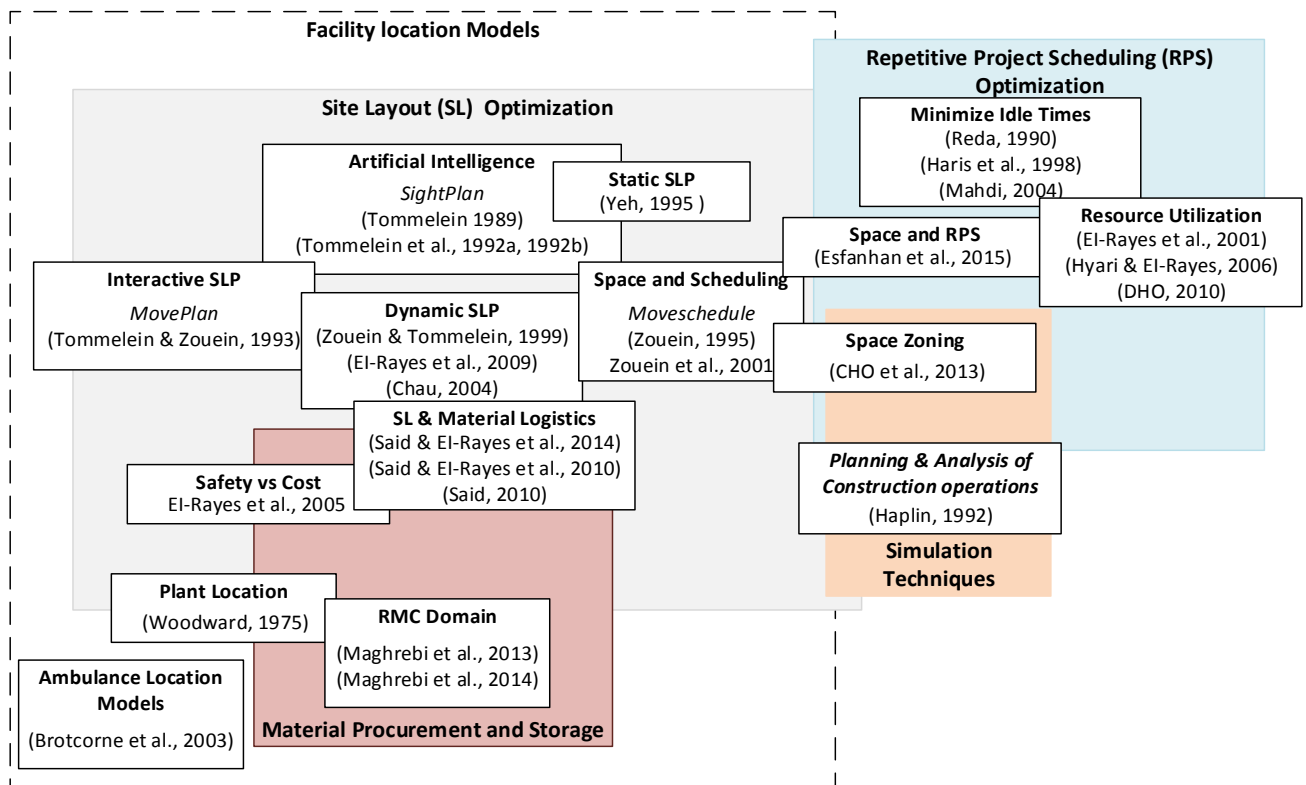 Facility location Models
Repetitive Project Scheduling (RPS)
Optimization
Site Layout (SL) Optimization
Minimize Idle Times
(Reda, 1990)
(Haris et al., 1998)
(Mahdi, 2004)
Artificial Intelligence
SightPlan
(Tommelein 1989)
(Tommelein et al., 1992a, 1992b)
Static SLP
(Yeh, 1995 )
Resource Utilization
(EI-Rayes et al., 2001)
(Hyari & EI-Rayes, 2006)
(DHO, 2010)
Space and RPS
(Esfanhan et al., 2015)
Interactive SLP
MovePlan
(Tommelein & Zouein, 1993)
Dynamic SLP
(Zouein & Tommelein, 1999)
(EI-Rayes et al., 2009)
(Chau, 2004)
Space and Scheduling
Moveschedule
(Zouein, 1995)
Zouein et al., 2001
Space Zoning
(CHO et al., 2013)
SL & Material Logistics
(Said & EI-Rayes et al., 2014)
(Said & EI-Rayes et al., 2010)
(Said, 2010)
Safety vs Cost
EI-Rayes et al., 2005
Planning & Analysis of
Construction operations
(Haplin, 1992)
Simulation
Techniques
Plant Location
(Woodward, 1975)
RMC Domain
(Maghrebi et al., 2013)
(Maghrebi et al., 2014)
Ambulance Location
Models
(Brotcorne et al., 2003)
Material Procurement and Storage